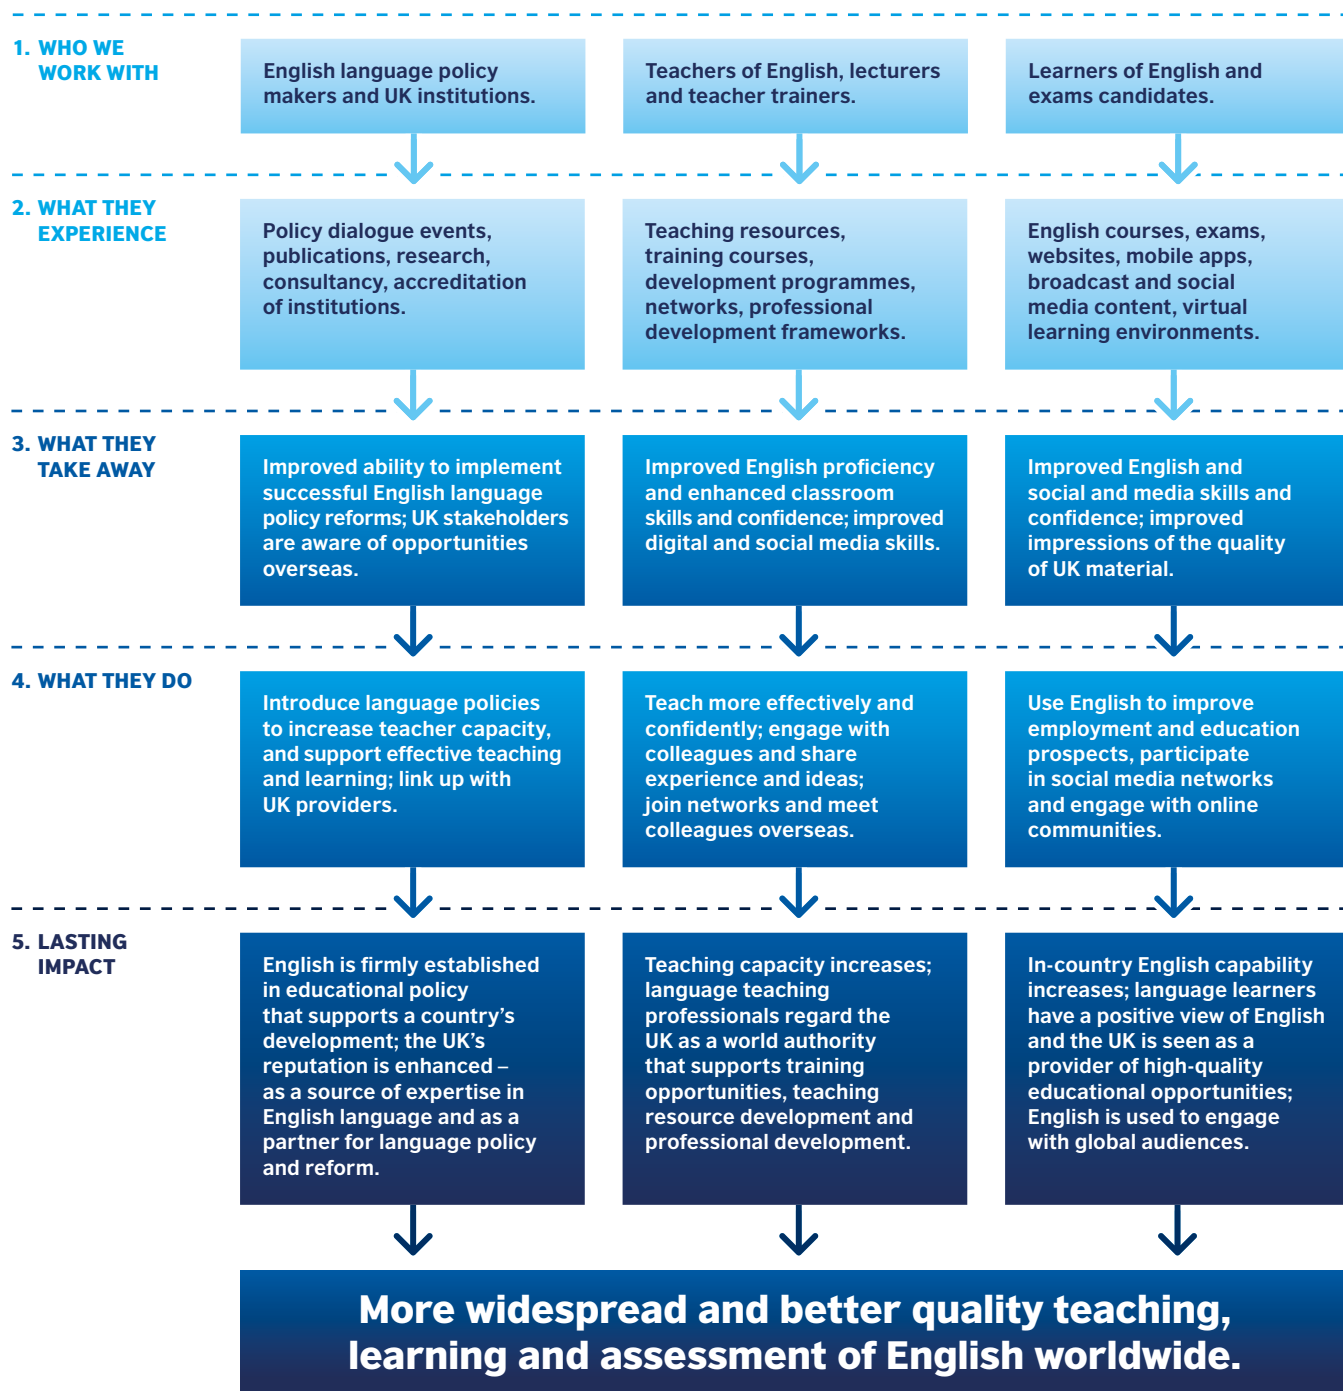 1. WHO WE
WORK WITH
English language policy
makers and UK institutions.
Teachers of English, lecturers
and teacher trainers.
Learners of English and
exams candidates.
2. WHAT THEY
EXPERIENCE
Policy dialogue events,
publications, research,
consultancy, accreditation
of institutions.
Teaching resources,
training courses,
development programmes,
networks, professional
development frameworks.
English courses, exams,
websites, mobile apps,
broadcast and social
media content, virtual
learning environments.
3. WHAT THEY
TAKE AWAY
Improved ability to implement
successful English language
policy reforms; UK stakeholders
are aware of opportunities
overseas.
Improved English proficiency
and enhanced classroom
skills and confidence; improved
digital and social media skills.
Improved English and
social and media skills and
confidence; improved
impressions of the quality
of UK material.
4. WHAT THEY DO
Introduce language policies
to increase teacher capacity,
and support effective teaching
and learning; link up with
UK providers.
Teach more effectively and
confidently; engage with
colleagues and share
experience and ideas;
join networks and meet
colleagues overseas.
Use English to improve
employment and education
prospects, participate
in social media networks
and engage with online
communities.
5. LASTING
IMPACT
English is firmly established
in educational policy
that supports a country’s
development; the UK’s
reputation is enhanced –
as a source of expertise in
English language and as a
partner for language policy
and reform.
Teaching capacity increases;
language teaching
professionals regard the
UK as a world authority
that supports training
opportunities, teaching
resource development and
professional development.
In-country English capability
increases; language learners
have a positive view of English
and the UK is seen as a
provider of high-quality
educational opportunities;
English is used to engage
with global audiences.
More widespread and better quality teaching,
learning and assessment of English worldwide.